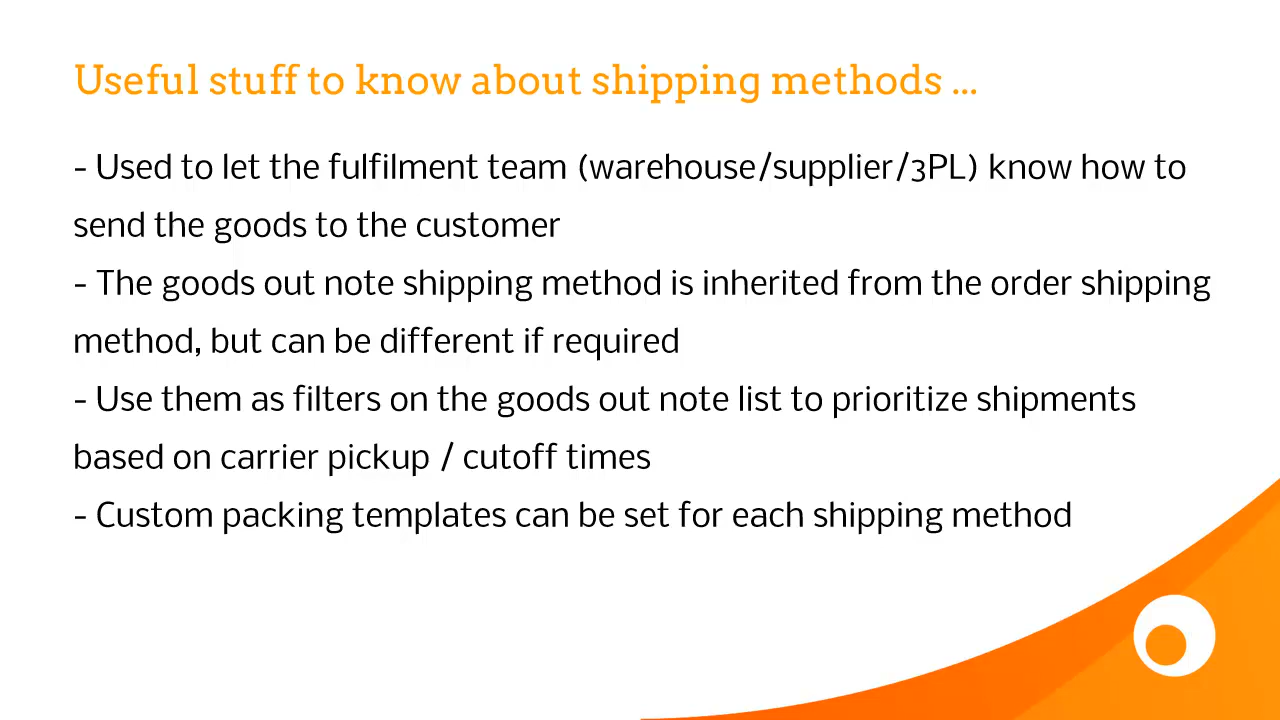 Useful stuff to know about shipping methods ...
- Used to let the fulfilment team (warehouse/supplier/3PL) know how to
send the goods to the customer
- The goods out note shipping method is inherited from the order shipping
method, but can be different if required
- Use them as filters on the goods out note list to prioritize shipments
based on carrier pickup / cutoff times
- Custom packing templates can be set for each shipping method